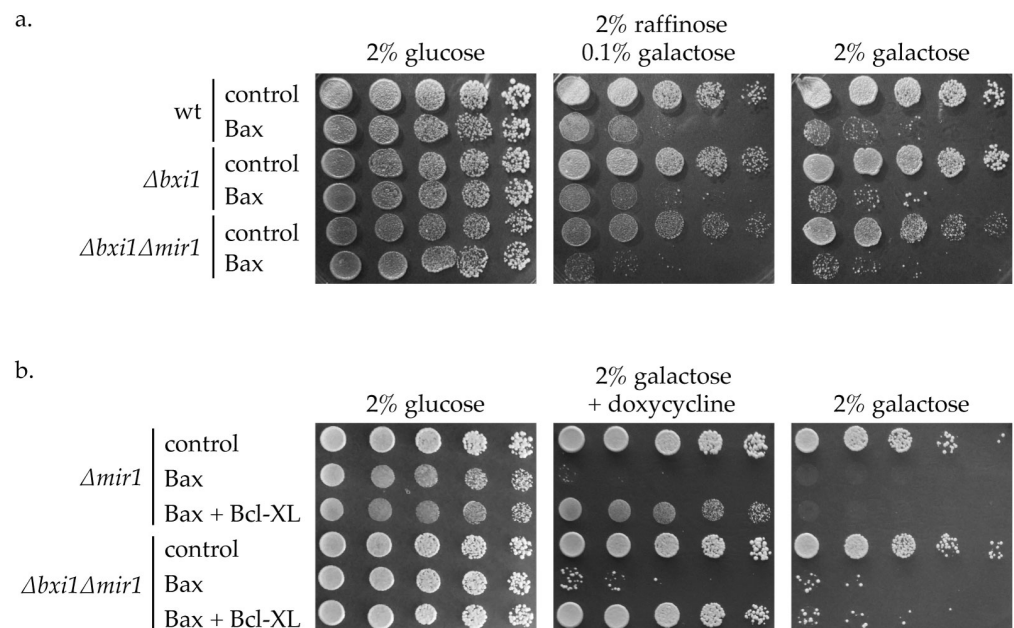 a.
2% glucose
2% raffinose
0.1% galactose
2% galactose
wt
control
Bax
Δbxi1
control
Bax
Δbxi1Δmir1
control
Bax
b.
2% glucose
2% galactose
+ doxycycline
2% galactose
Δmir1
control
Bax
Bax + Bcl-XL
Δbxi1Δmir1
control
Bax
Bax + Bcl-XL